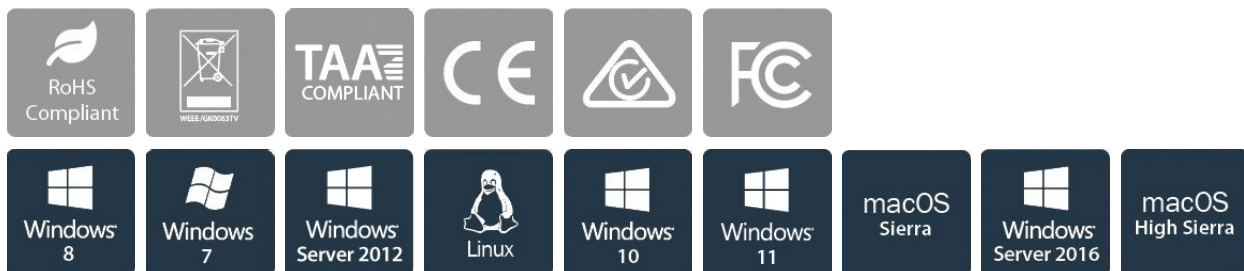 RoHS
Compliant
WEEE/GK0083TV
TAA
COMPLIANT
CE
FC
Windows
8
Windows
7
Windows
Server 2012
Linux
Windows
10
Windows
11
macOS
Sierra
Windows
Server 2016
macOS
High Sierra